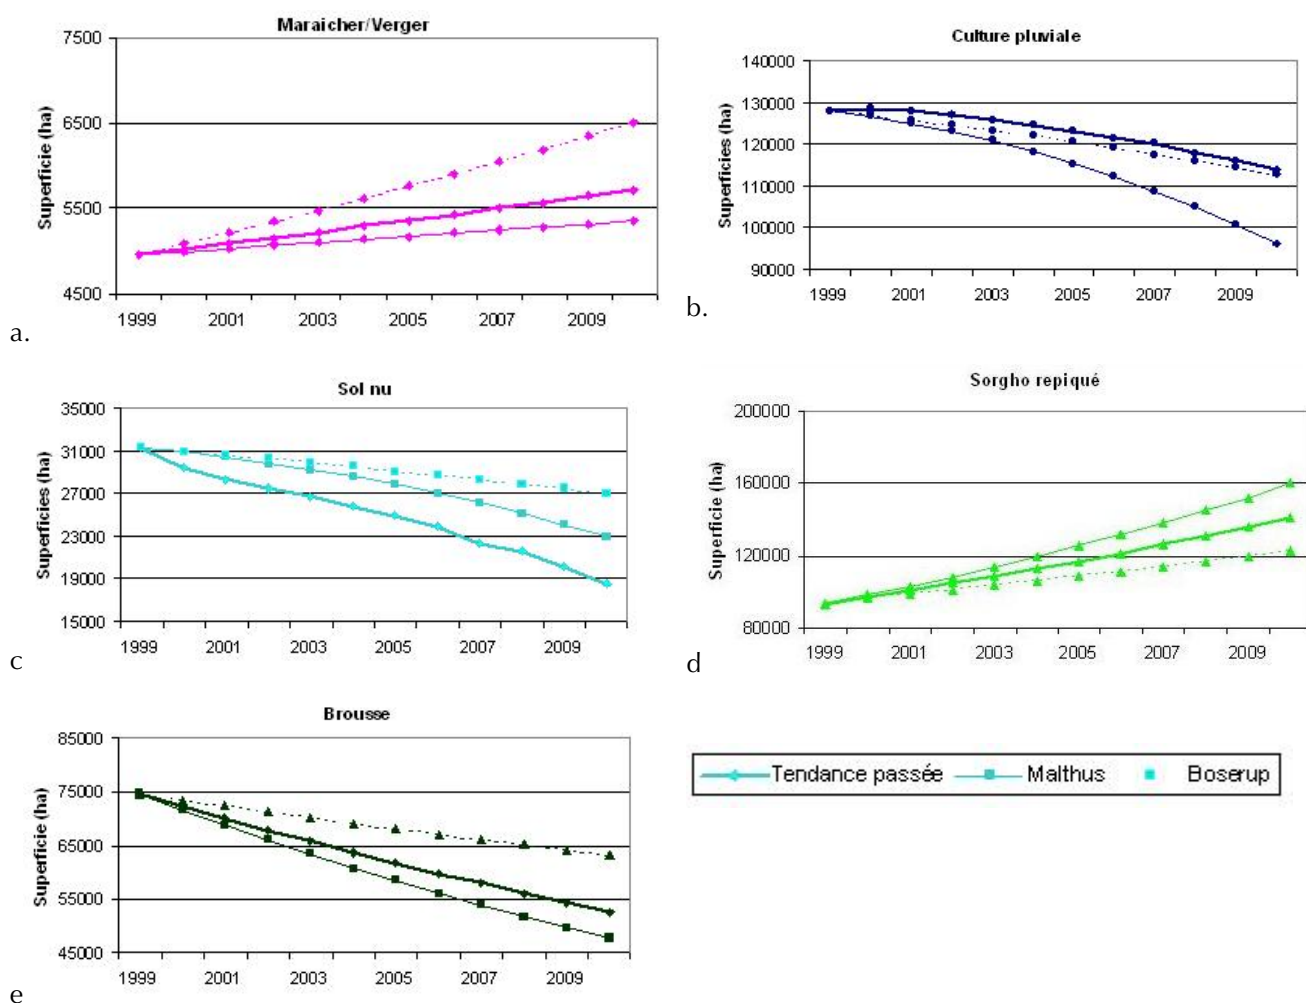 Maraicher/Verger
Superficie (ha)
7500
6500
5500
4500
1999 2001 2003 2005 2007 2009
a.
Culture pluviale
Superficies (ha)
140000
130000
120000
110000
100000
90000
1999 2001 2003 2005 2007 2009
b.
Sol nu
Superficies (ha)
35000
31000
27000
23000
19000
15000
1999 2001 2003 2005 2007 2009
c
Sorgho repiqué
Superficie (ha)
200000
160000
120000
80000
1999 2001 2003 2005 2007 2009
d
Brousse
Superficie (ha)
85000
75000
65000
55000
45000
1999 2001 2003 2005 2007 2009
e
Tendance passée Malthus Boserup